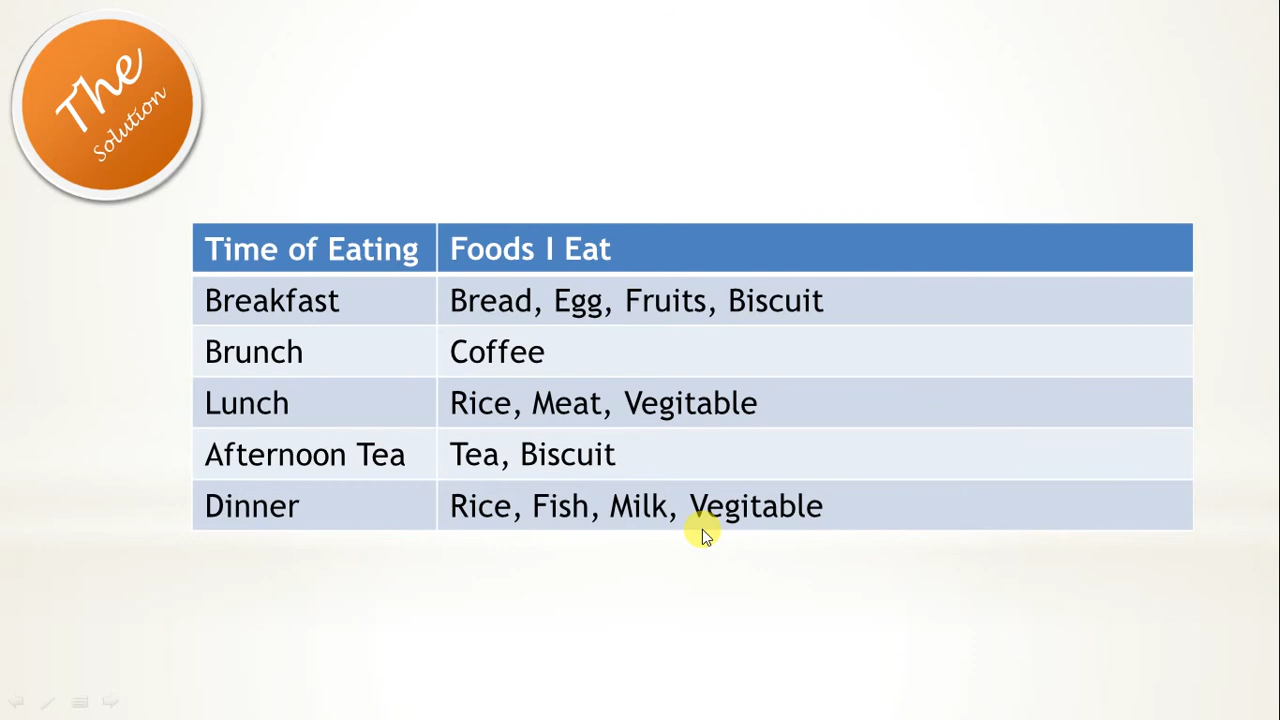 The
Solution
Time of Eating Foods I Eat
Breakfast Bread, Egg, Fruits, Biscuit
Brunch Coffee
Lunch Rice, Meat, Vegitable
Afternoon Tea Tea, Biscuit
Dinner Rice, Fish, Milk, Vegitable